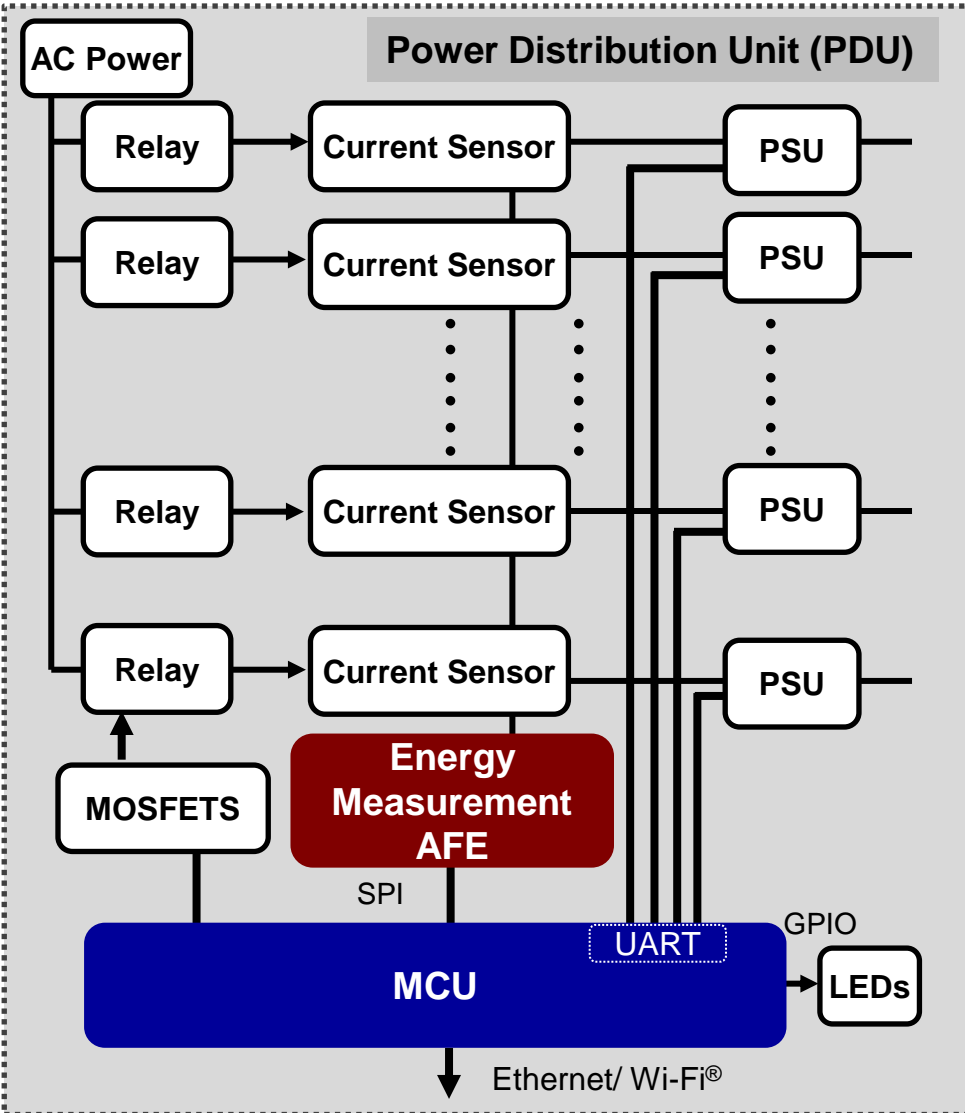 Power Distribution Unit (PDU)
AC Power
Relay
Current Sensor
PSU
Relay
Current Sensor
PSU
Relay
Current Sensor
PSU
Relay
Current Sensor
PSU
MOSFETS
Energy
Measurement
AFE
SPI
GPIO
UART
MCU
LEDs
Ethernet/ Wi-Fi®